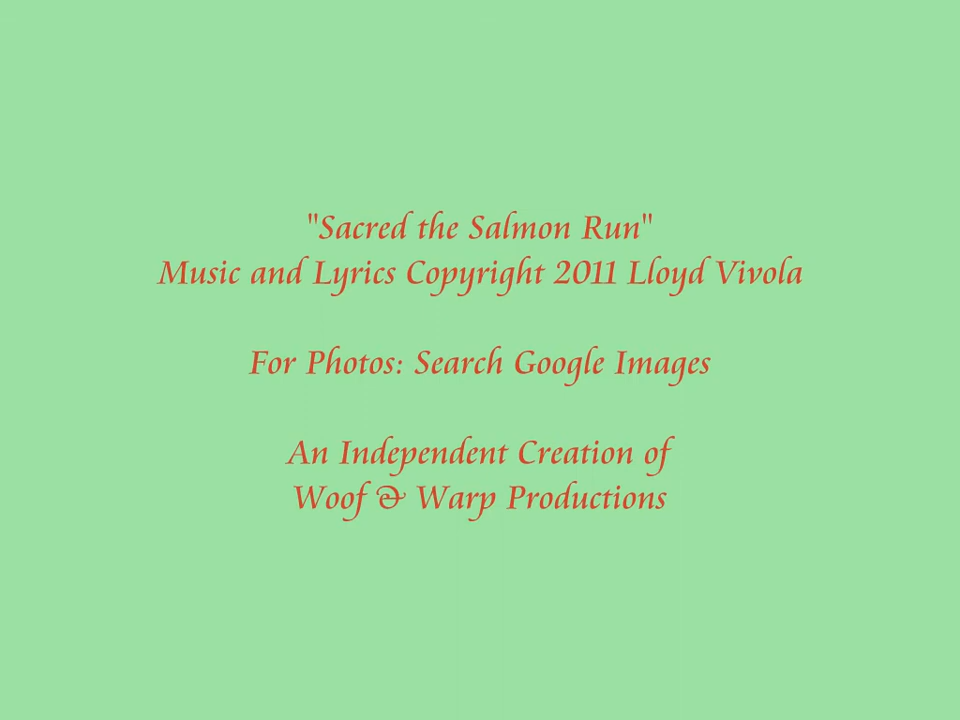 "Sacred the Salmon Run"
Music and Lyrics Copyright 2011 Lloyd Vivola
For Photos: Search Google Images
An Independent Creation of
Woof & Warp Productions